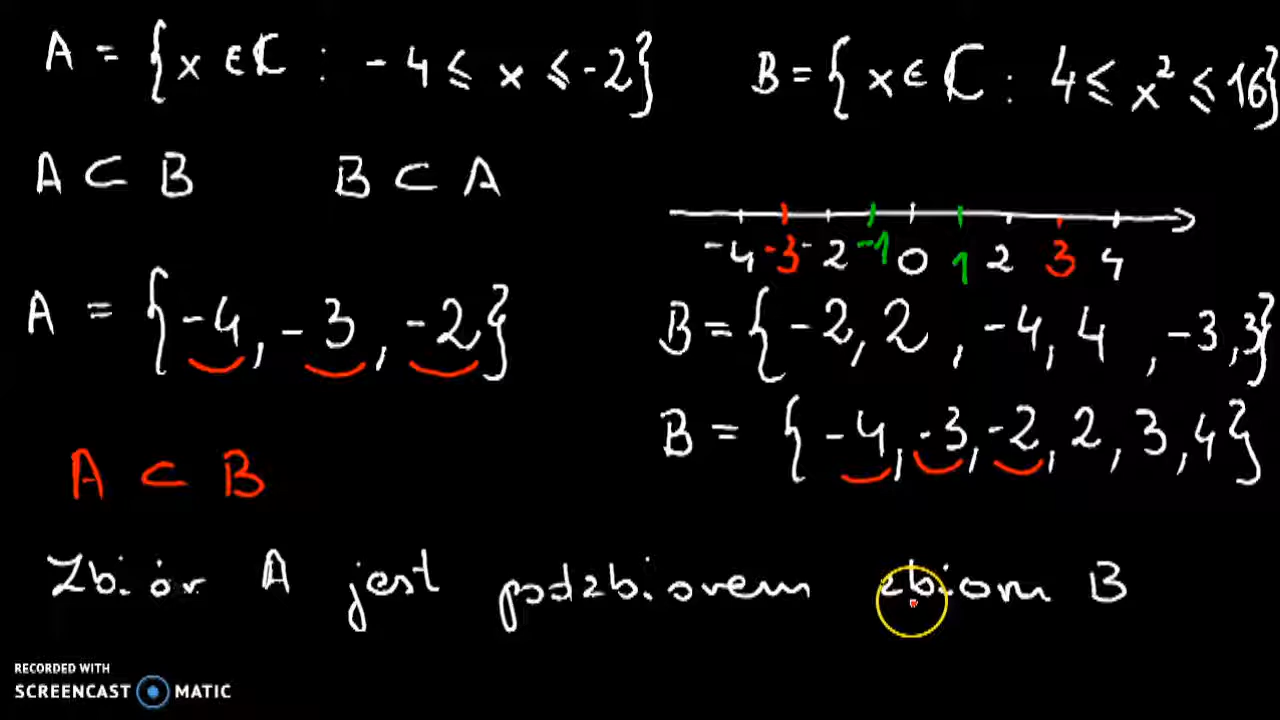 A = {x ∈ ℂ : -4 ≤ x ≤ -2}
B = {x ∈ ℂ : 4 ≤ x² ≤ 16}
A ⊂ B B ⊂ A
-4 -3 -2 -1 0 1 2 3 4
A = {-4, -3, -2}
B = {-2, 2, -4, 4, -3, 3}
B = {-4, -3, -2, 2, 3, 4}
A ⊂ B
Zbiór A jest podzbiorem zbioru B
RECORDED WITH
SCREENCAST MATIC